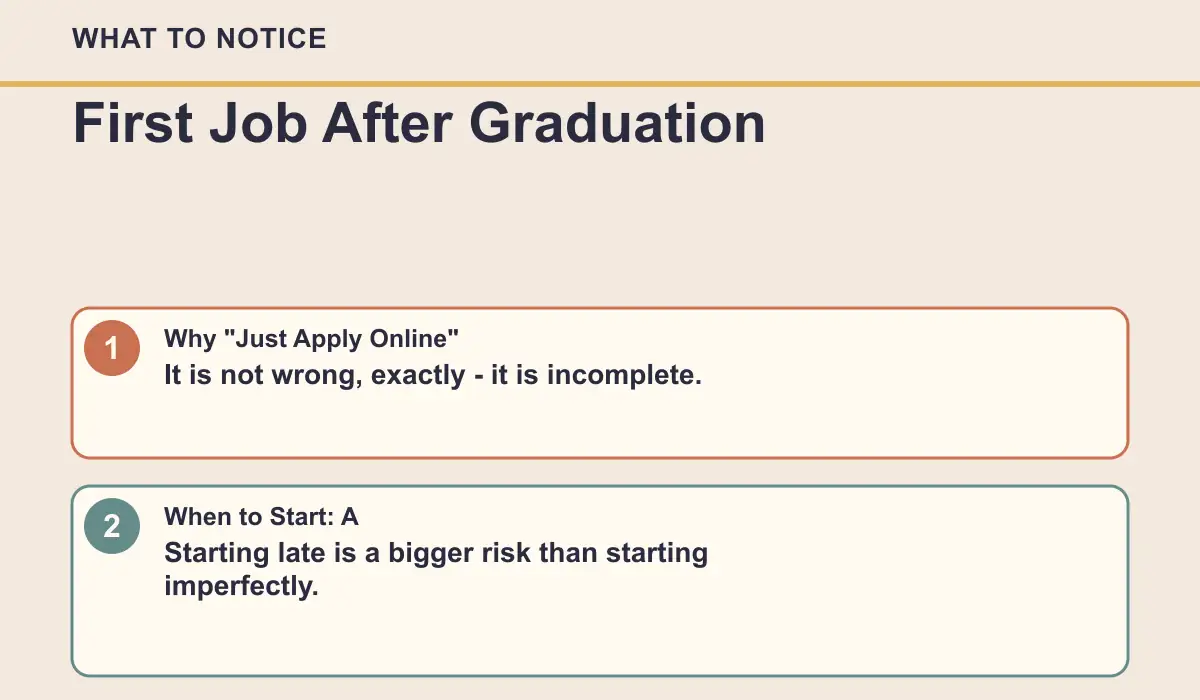 WHAT TO NOTICE
First Job After Graduation
1
Why "Just Apply Online"
It is not wrong, exactly - it is incomplete.
2
When to Start: A
Starting late is a bigger risk than starting
imperfectly.